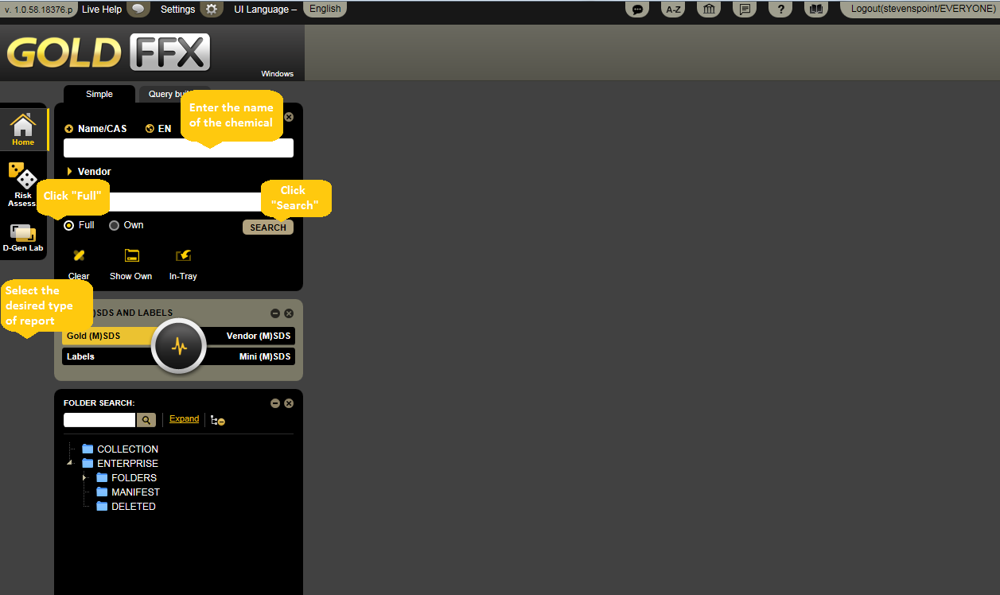 v. 1.0.58.18376.p Live Help Settings UI Language – English A-Z ? Logout(stevenspoint/EVERYONE)
GOLD FFX
Windows
Simple Query bui
Enter the name
of the chemical
Home
Name/CAS EN
Vendor
Risk
Assess
Click "Full"
Click
"Search"
Full Own SEARCH
D-Gen Lab
Clear Show Own In-Tray
Select the
desired type
of report
)SDS AND LABELS
Gold (M)SDS Vendor (M)SDS
Labels Mini (M)SDS
FOLDER SEARCH:
Expand
COLLECTION
ENTERPRISE
FOLDERS
MANIFEST
DELETED